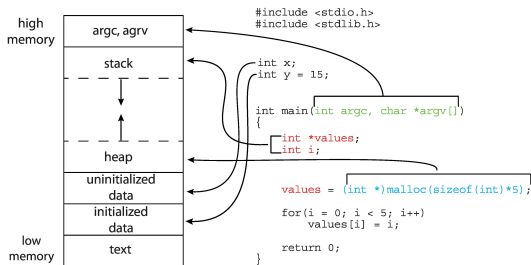 high
memory
argc, agrv
stack
heap
uninitialized
data
initialized
data
low
memory
text
#include <stdio.h>
#include <stdlib.h>
int x;
int y = 15;
int main(int argc, char *argv[])
{
int *values;
int i;
values = (int *)malloc(sizeof(int)*5);
for(i = 0; i < 5; i++)
values[i] = i;
return 0;
}